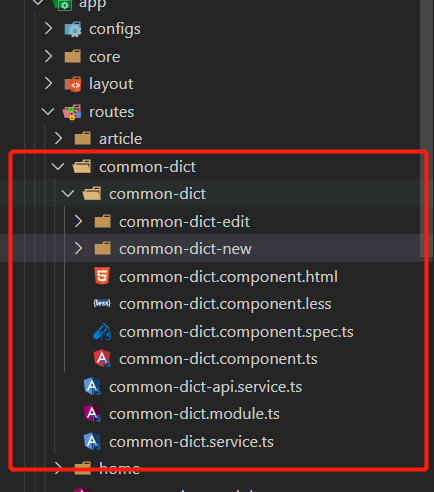 app
configs
core
layout
routes
article
common-dict
common-dict
common-dict-edit
common-dict-new
common-dict.component.html
common-dict.component.less
common-dict.component.spec.ts
common-dict.component.ts
common-dict-api.service.ts
common-dict.module.ts
common-dict.service.ts
home